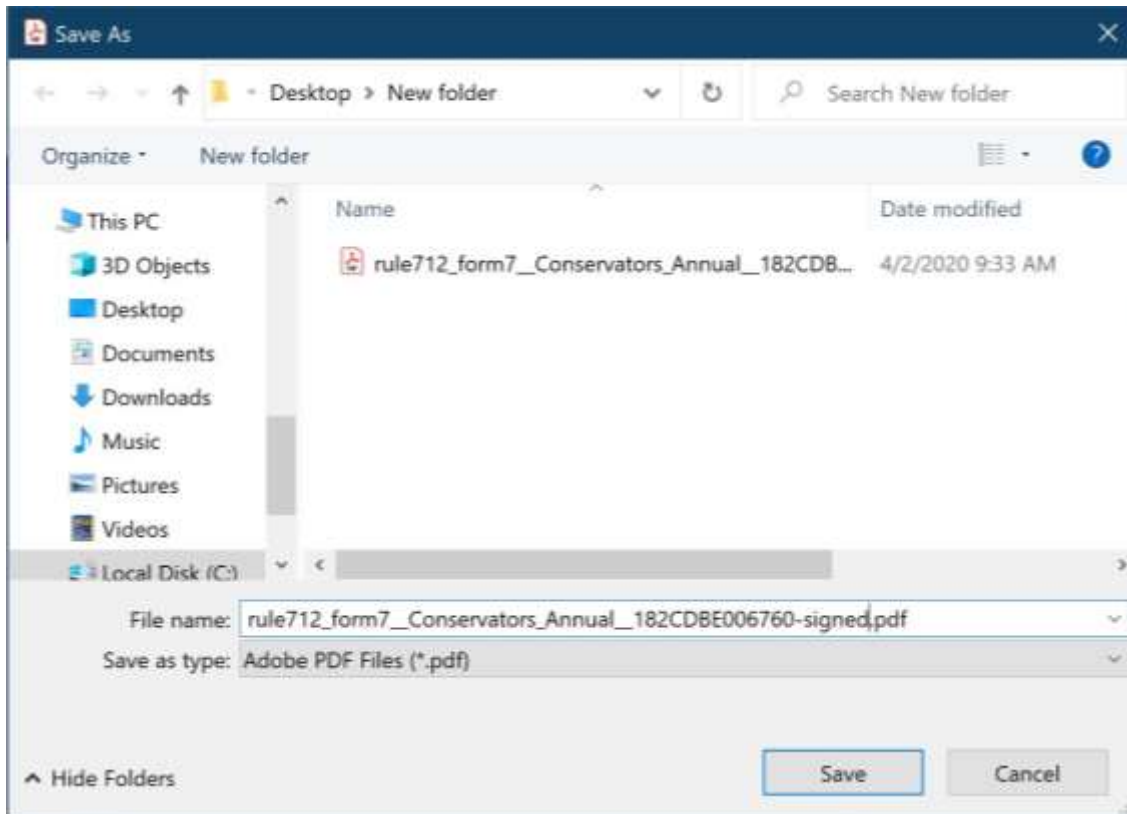 Save As
Desktop > New folder
Search New folder
Organize
New folder
Name
Date modified
This PC
3D Objects
Desktop
Documents
Downloads
Music
Pictures
Videos
Local Disk (C:)
rule712_form7__Conservators_Annual__182CDB... 4/2/2020 9:33 AM
File name: rule712_form7__Conservators_Annual__182CDBE006760-signed.pdf
Save as type: Adobe PDF Files (*.pdf)
Hide Folders
Save
Cancel